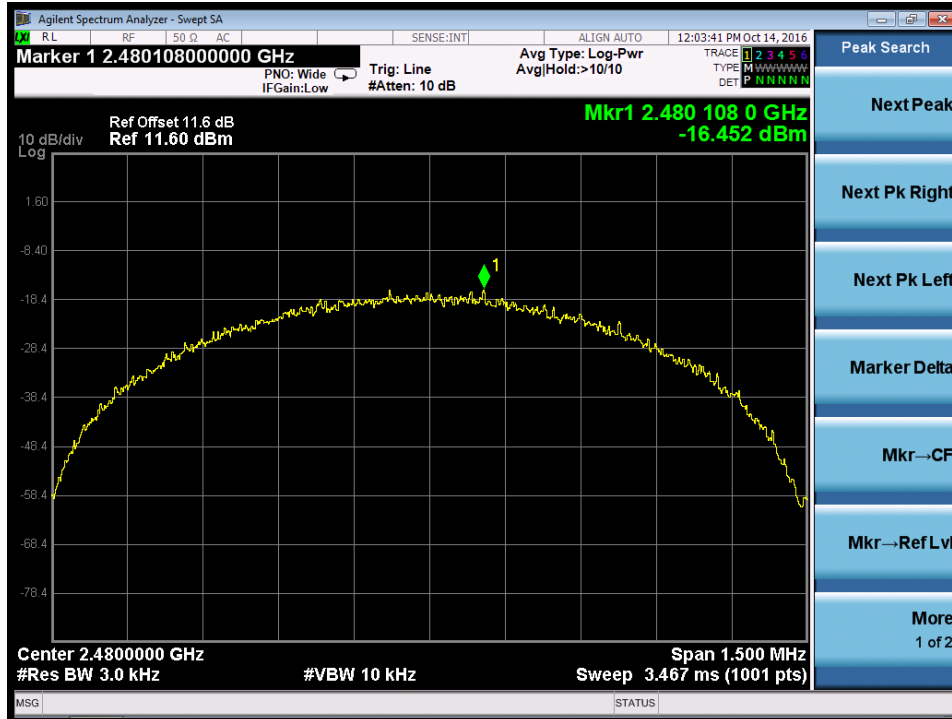 Agilent Spectrum Analyzer - Swept SA
LXI RL RF 50 Ω AC SENSE:INT ALIGN AUTO 12:03:41 PM Oct 14, 2016
Marker 1 2.480108000000 GHz
PNO: Wide
IFGain:Low
Trig: Line
#Atten: 10 dB
Avg Type: Log-Pwr
Avg|Hold:>10/10
TRACE 1 2 3 4 5 6
TYPE M WWWWW
DET P N N N N N
Peak Search
Mkr1 2.480 108 0 GHz
-16.452 dBm
Ref Offset 11.6 dB
10 dB/div Ref 11.60 dBm
Log
1.60
-8.40
-18.4
-28.4
-38.4
-48.4
-58.4
-68.4
-78.4
1
Center 2.4800000 GHz
Span 1.500 MHz
#Res BW 3.0 kHz
#VBW 10 kHz
Sweep 3.467 ms (1001 pts)
Next Peak
Next Pk Right
Next Pk Left
Marker Delta
Mkr→CF
Mkr→Ref Lvl
More
1 of 2
MSG
STATUS